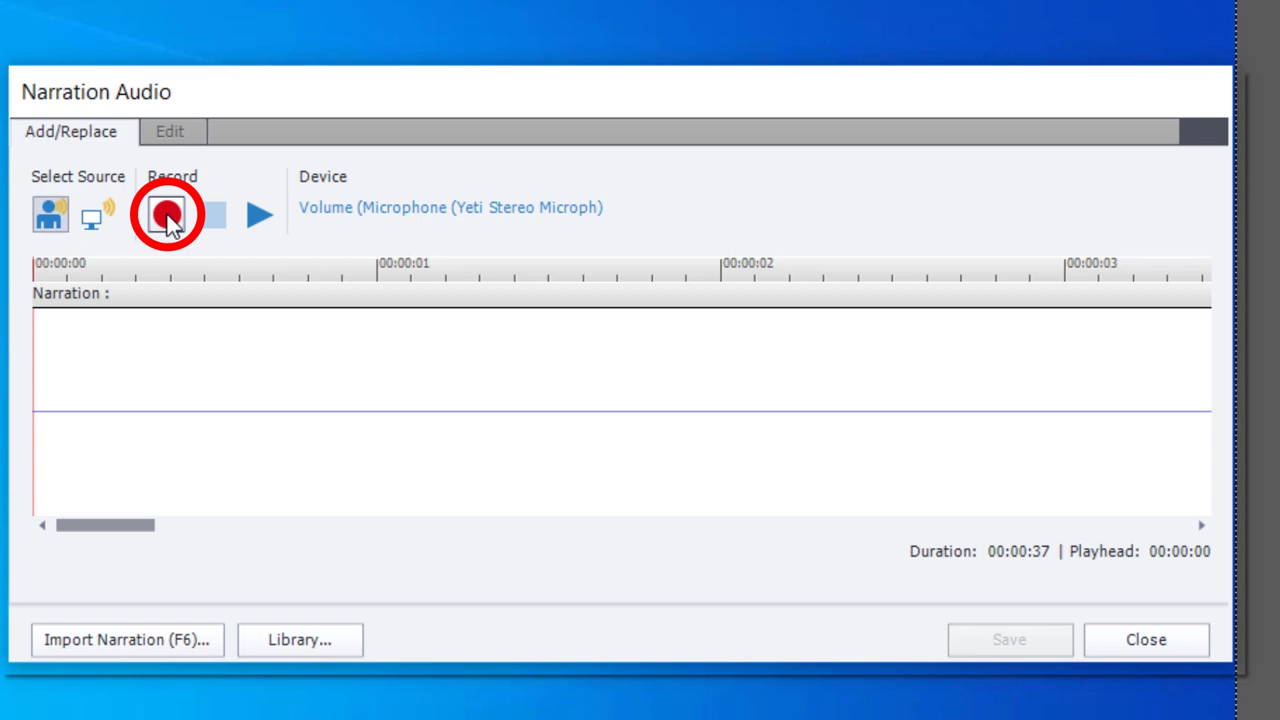 Narration Audio
Add/Replace Edit
Select Source Record Device
Volume (Microphone (Yeti Stereo Microph)
00:00:00 00:00:01 00:00:02 00:00:03
Narration :
Duration: 00:00:37 | Playhead: 00:00:00
Import Narration (F6)... Library... Save Close